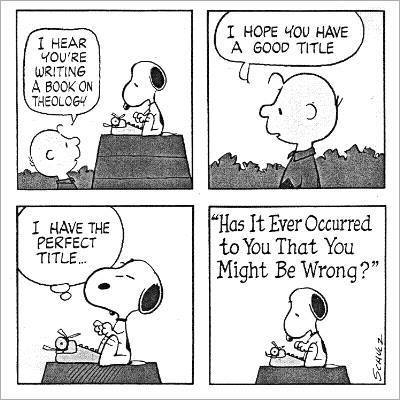 I HEAR
YOU'RE
WRITING
A BOOK ON
THEOLOGY
I HOPE YOU HAVE
A GOOD TITLE
I HAVE THE
PERFECT
TITLE...
"Has It Ever Occurred
to You That You
Might Be Wrong?"
SCHULZ